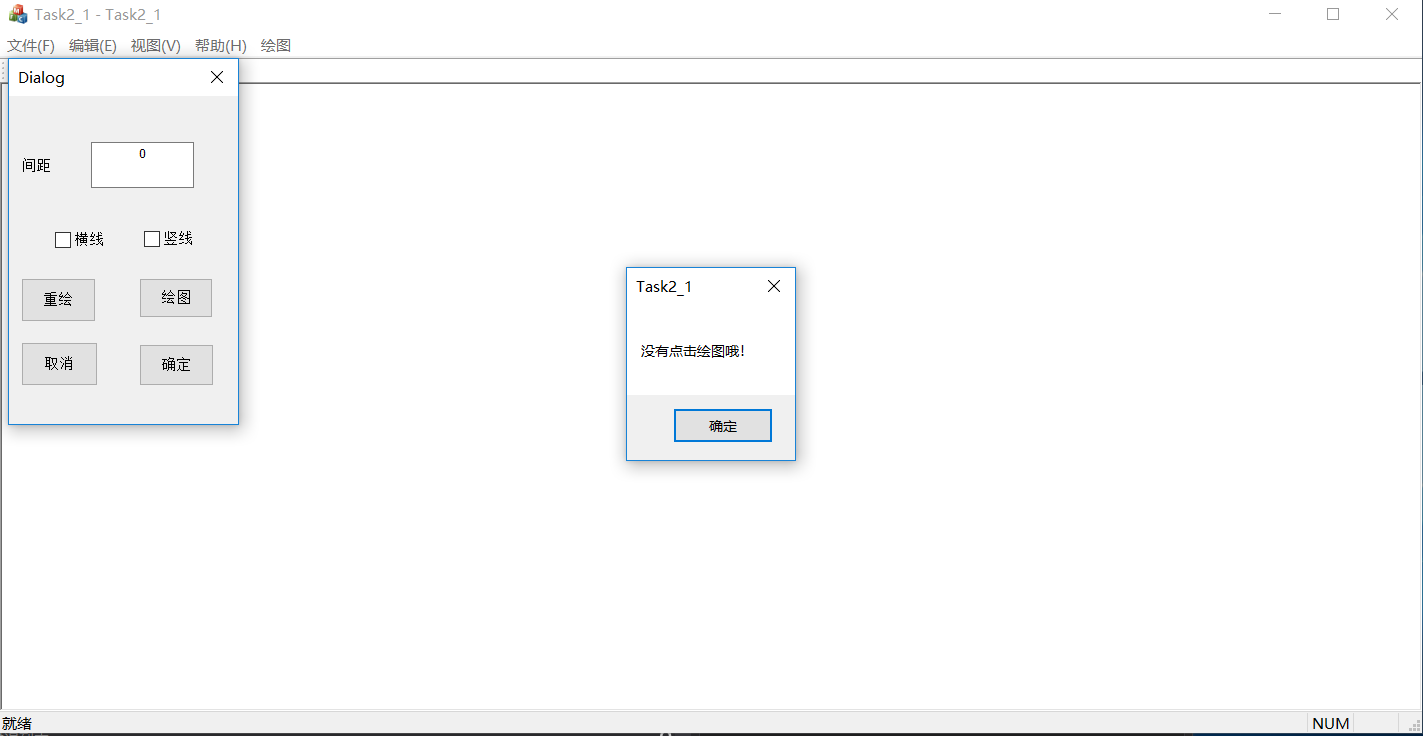 Task2_1 - Task2_1
文件(F) 编辑(E) 视图(V) 帮助(H) 绘图
Dialog
间距 0
横线 竖线
重绘 绘图
取消 确定
Task2_1
没有点击绘图哦!
确定
就绪 NUM